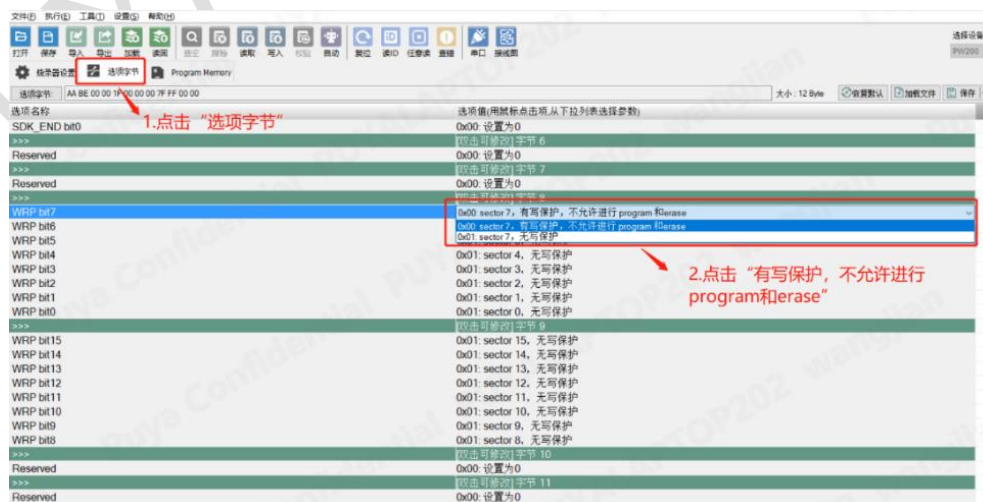 文件(F) 执行(E) 工具(T) 设置(S) 帮助(H)
打开 保存 导入 导出 加载 读回 查空 擦除 读取 写入 校验 自动 复位 读ID 任意读 查错 串口 接线图
选择设备
PW200
烧录器设置 选项字节 Program Memory
选项字节: AA BE 00 00 1F 00 00 00 7F FF 00 00 大小: 12 Byte 恢复默认 加载文件 保存
1.点击“选项字节”
选项名称 选项值(用鼠标点击项,从下拉列表选择参数)
SDK_END bit0 0x00: 设置为0
>>> [双击可修改] 字节 6
Reserved 0x00: 设置为0
>>> [双击可修改] 字节 7
Reserved 0x00: 设置为0
>>> [双击可修改] 字节 8
WRP bit7 0x00: sector 7，有写保护，不允许进行 program 和erase
WRP bit6 0x00: sector 7，有写保护，不允许进行 program 和erase
WRP bit5 0x01: sector 7，无写保护
WRP bit4 0x01: sector 4，无写保护
WRP bit3 0x01: sector 3，无写保护
WRP bit2 0x01: sector 2，无写保护
WRP bit1 0x01: sector 1，无写保护
WRP bit0 0x01: sector 0，无写保护
2.点击“有写保护，不允许进行
program和erase”
>>> [双击可修改] 字节 9
WRP bit15 0x01: sector 15，无写保护
WRP bit14 0x01: sector 14，无写保护
WRP bit13 0x01: sector 13，无写保护
WRP bit12 0x01: sector 12，无写保护
WRP bit11 0x01: sector 11，无写保护
WRP bit10 0x01: sector 10，无写保护
WRP bit9 0x01: sector 9，无写保护
WRP bit8 0x01: sector 8，无写保护
>>> [双击可修改] 字节 10
Reserved 0x00: 设置为0
>>> [双击可修改] 字节 11
Reserved 0x00: 设置为0
Puya Confidential